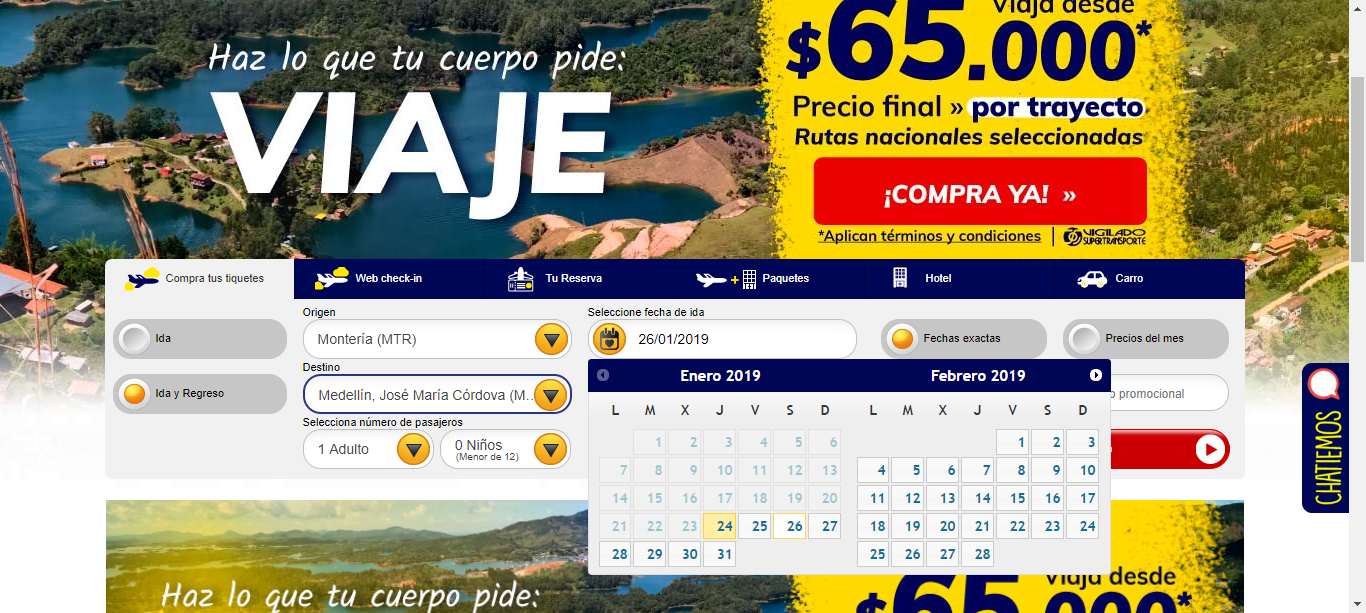 Viaja desde
Haz lo que tu cuerpo pide:
$65.000*
VIAJE
Precio final » por trayecto
Rutas nacionales seleccionadas
¡COMPRA YA! »
*Aplican términos y condiciones | VIGILADO
SUPERTRANSPORTE
Compra tus tiquetes
Web check-in
Tu Reserva
Paquetes
Hotel
Carro
Origen
Seleccione fecha de ida
Ida
Montería (MTR)
26/01/2019
Fechas exactas
Precios del mes
Destino
Ida y Regreso
Medellín, José María Córdova (M...
promocional
Selecciona número de pasajeros
1 Adulto
0 Niños
(Menor de 12)
Enero 2019
L M X J V S D
1 2 3 4 5 6
7 8 9 10 11 12 13
14 15 16 17 18 19 20
21 22 23 24 25 26 27
28 29 30 31
Febrero 2019
L M X J V S D
1 2 3
4 5 6 7 8 9 10
11 12 13 14 15 16 17
18 19 20 21 22 23 24
25 26 27 28
CHATIEMOS
Viaja desde
Haz lo que tu cuerpo pide:
$65.000*